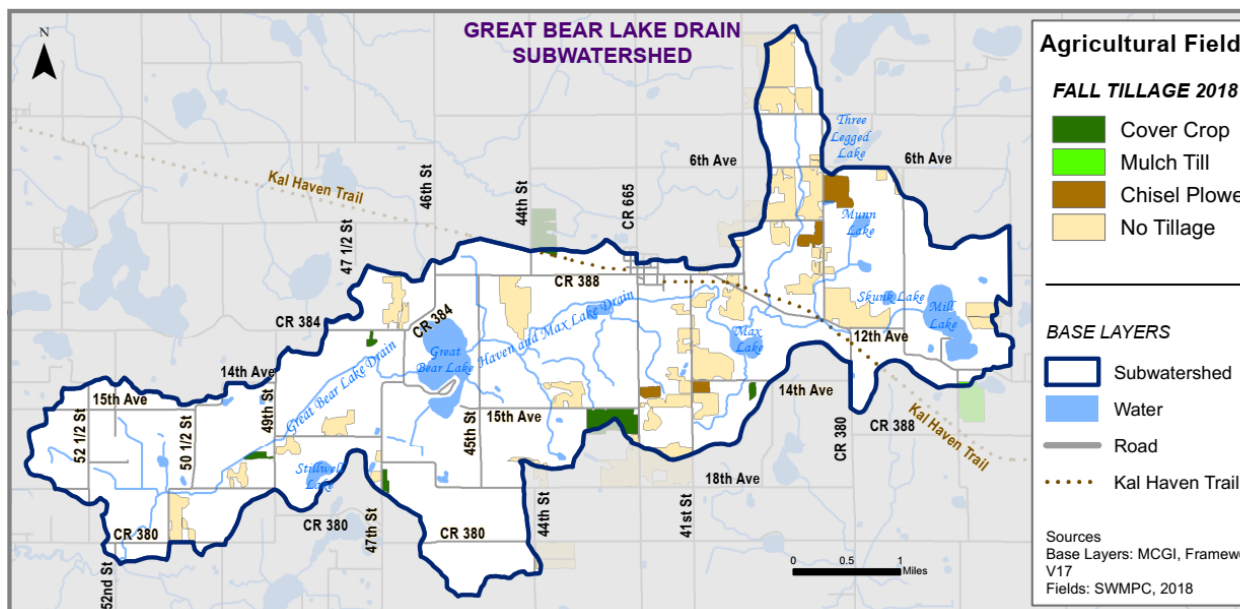 GREAT BEAR LAKE DRAIN
SUBWATERSHED
N
Kal Haven Trail
47 1/2 St
46th St
44th St
CR 665
6th Ave
Three
Legged
Lake
6th Ave
Munn
Lake
CR 388
Skunk Lake
Mill
Lake
CR 384
CR 384
Great
Bear Lake
Haven and Max Lake Drain
Max
Lake
12th Ave
14th Ave
Great Bear Lake Drain
15th Ave
52 1/2 St
50 1/2 St
49th St
45th St
15th Ave
14th Ave
CR 380
CR 388
Kal Haven Trail
Stillwell
Lake
CR 380
47th St
44th St
41st St
18th Ave
CR 380
CR 380
52nd St
0 0.5 1
Miles
Agricultural Field
FALL TILLAGE 2018
Cover Crop
Mulch Till
Chisel Plowe
No Tillage
BASE LAYERS
Subwatershed
Water
Road
Kal Haven Trail
Sources
Base Layers: MCGI, Framewo
V17
Fields: SWMPC, 2018